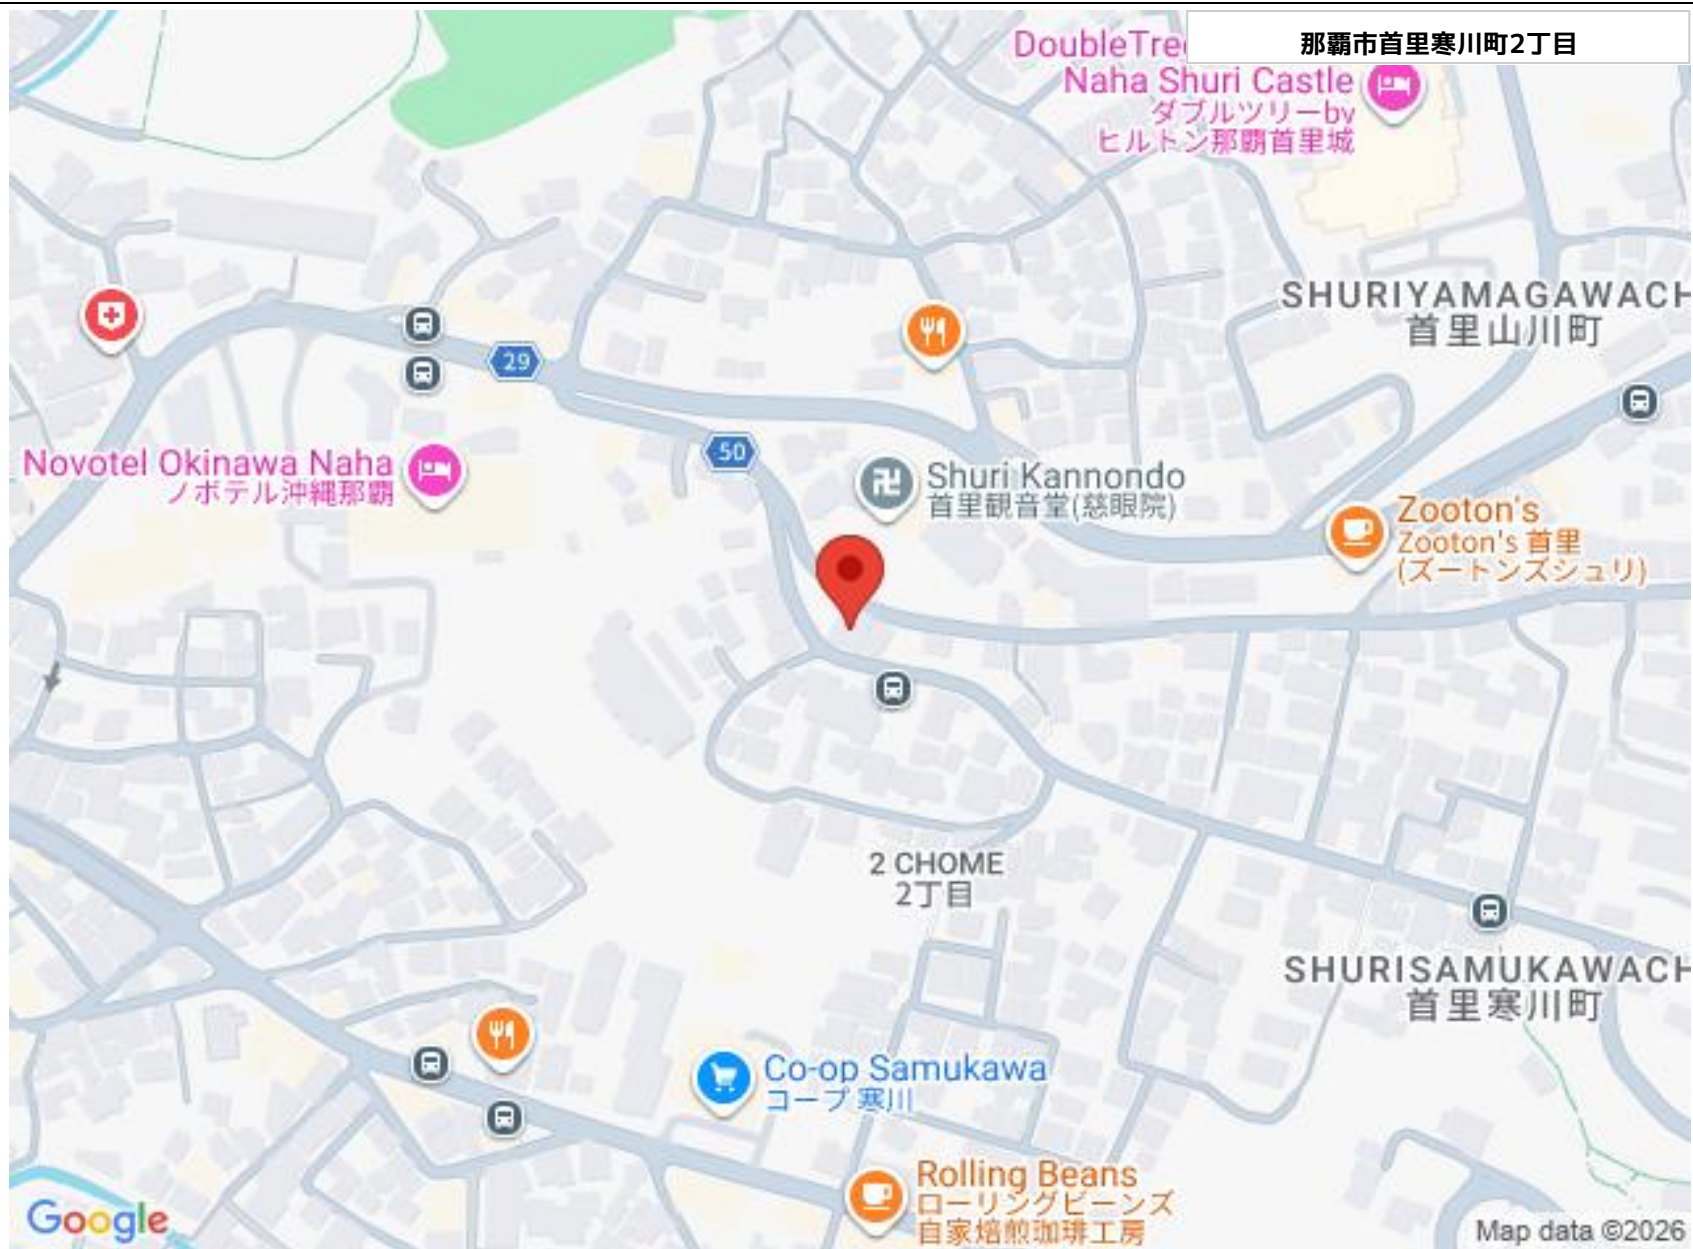 那覇市首里寒川町2丁目
DoubleTree
Naha Shuri Castle
ダブルツリーby
ヒルトン那覇首里城
SHURIYAMAGAWACH
首里山川町
29
50
Novotel Okinawa Naha
ノボテル沖縄那覇
Shuri Kannondo
首里観音堂(慈眼院)
Zooton's
Zooton's 首里
(ズートンズシュリ)
2 CHOME
2丁目
SHURISAMUKAWACH
首里寒川町
Co-op Samukawa
コープ 寒川
Rolling Beans
ローリングビーンズ
自家焙煎珈琲工房
Google
Map data ©2026